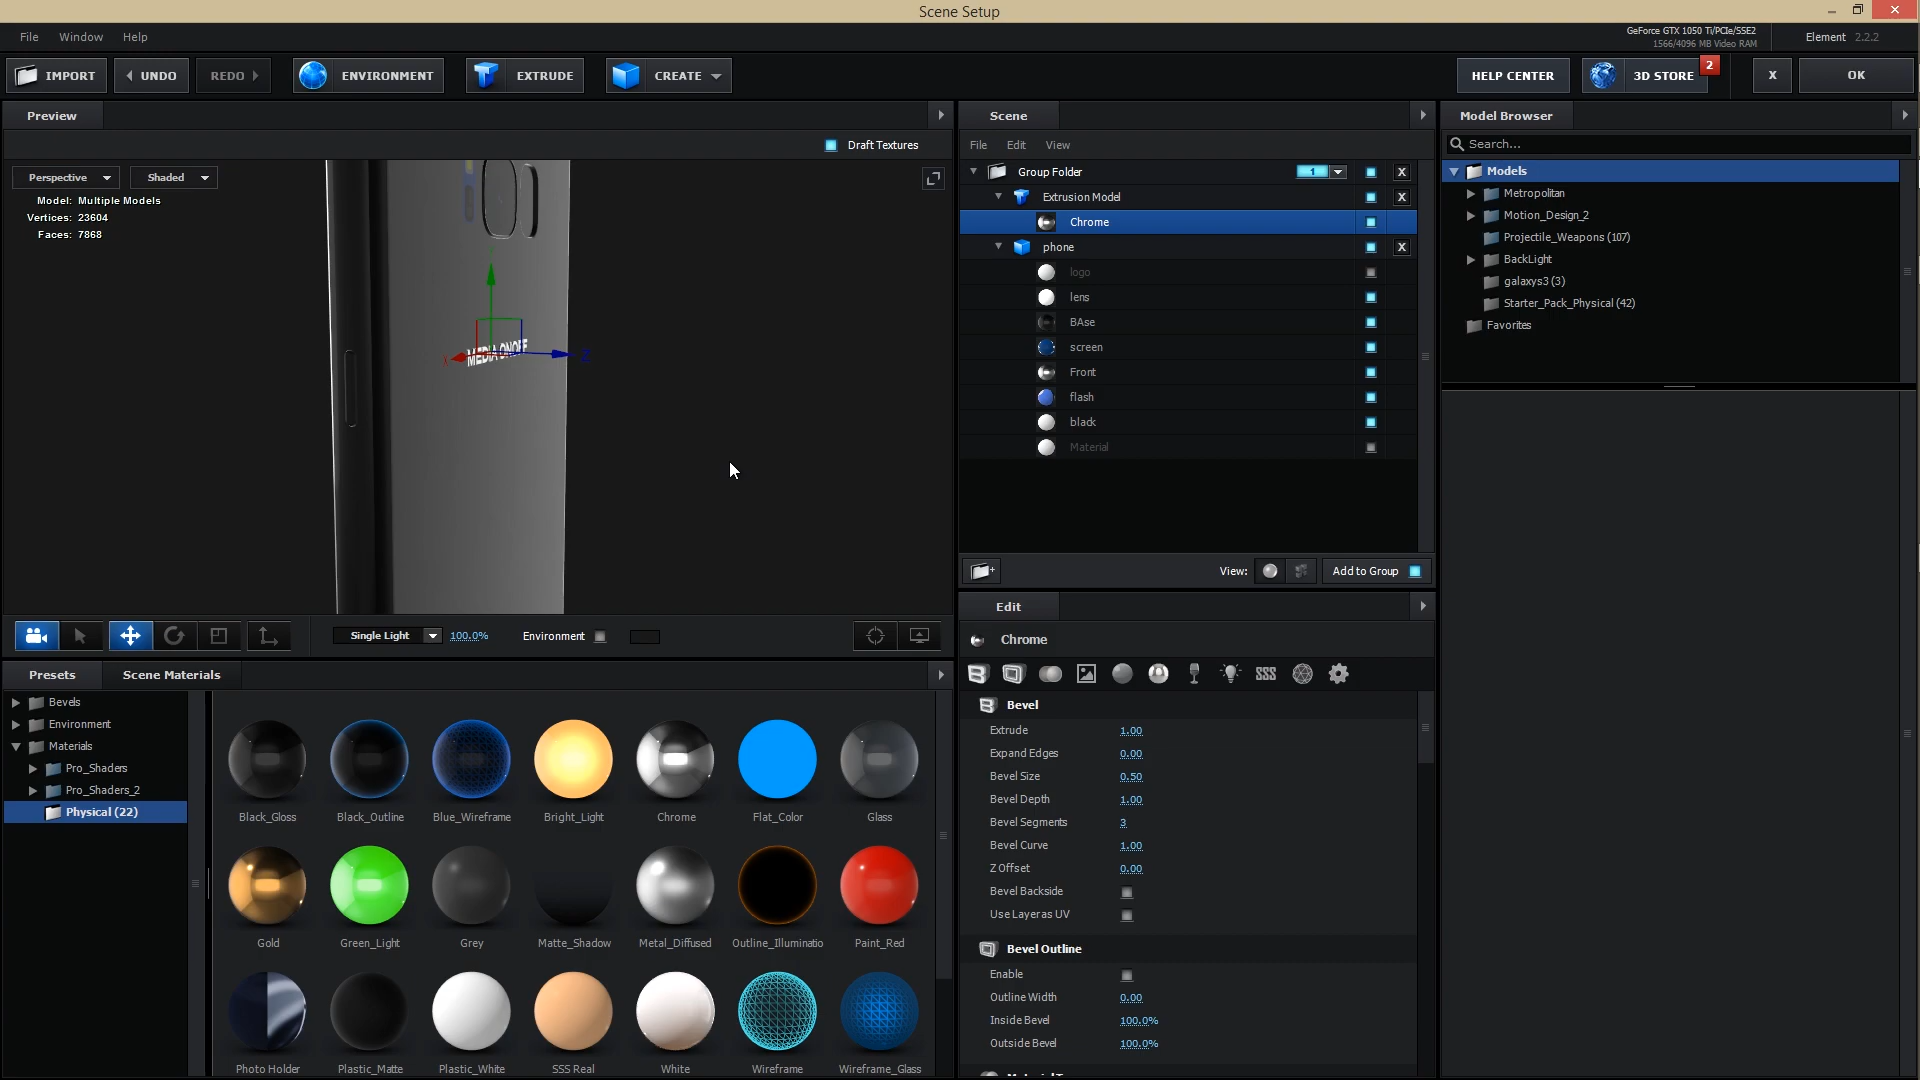 Scene Setup
File Window Help
GeForce GTX 1050 Ti/PCIe/SSE2
1566/4096 MB Video RAM
Element 2.2.2
IMPORT UNDO REDO ENVIRONMENT EXTRUDE CREATE HELP CENTER 3D STORE 2 X OK
Preview
Draft Textures
Perspective Shaded
Model: Multiple Models
Vertices: 23604
Faces: 7868
MEDIA ONOFF
X Z
Single Light 100.0% Environment
Scene
File Edit View
Group Folder 1 X
Extrusion Model X
Chrome
phone X
logo
lens
BAse
screen
Front
flash
black
Material
View: Add to Group
Model Browser
Search...
Models
Metropolitan
Motion_Design_2
Projectile_Weapons (107)
BackLight
galaxys3 (3)
Starter_Pack_Physical (42)
Favorites
Presets Scene Materials
Bevels
Environment
Materials
Pro_Shaders
Pro_Shaders_2
Physical (22)
Black_Gloss Black_Outline Blue_Wireframe Bright_Light Chrome Flat_Color Glass
Gold Green_Light Grey Matte_Shadow Metal_Diffused Outline_Illuminatio Paint_Red
Photo Holder Plastic_Matte Plastic_White SSS Real White Wireframe Wireframe_Glass
Edit
Chrome
Bevel
Extrude 1.00
Expand Edges 0.00
Bevel Size 0.50
Bevel Depth 1.00
Bevel Segments 3
Bevel Curve 1.00
Z Offset 0.00
Bevel Backside
Use Layer as UV
Bevel Outline
Enable
Outline Width 0.00
Inside Bevel 100.0%
Outside Bevel 100.0%